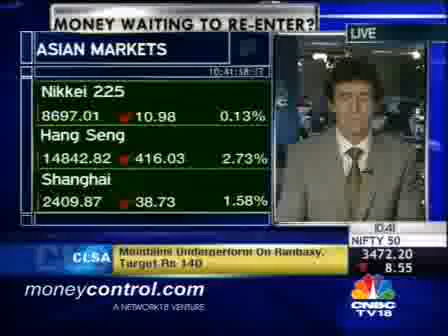 MONEY WAITING TO RE-ENTER?
ASIAN MARKETS
LIVE
10:41:58:17
Nikkei 225
8697.01 10.98 0.13%
Hang Seng
14842.82 416.03 2.73%
Shanghai
2409.87 38.73 1.58%
10:41
NIFTY 50
3472.20
8.55
CLSA
Maintains Underperform On Ranbaxy,
Target Rs 140
moneycontrol.com
A NETWORK18 VENTURE
CNBC
TV18